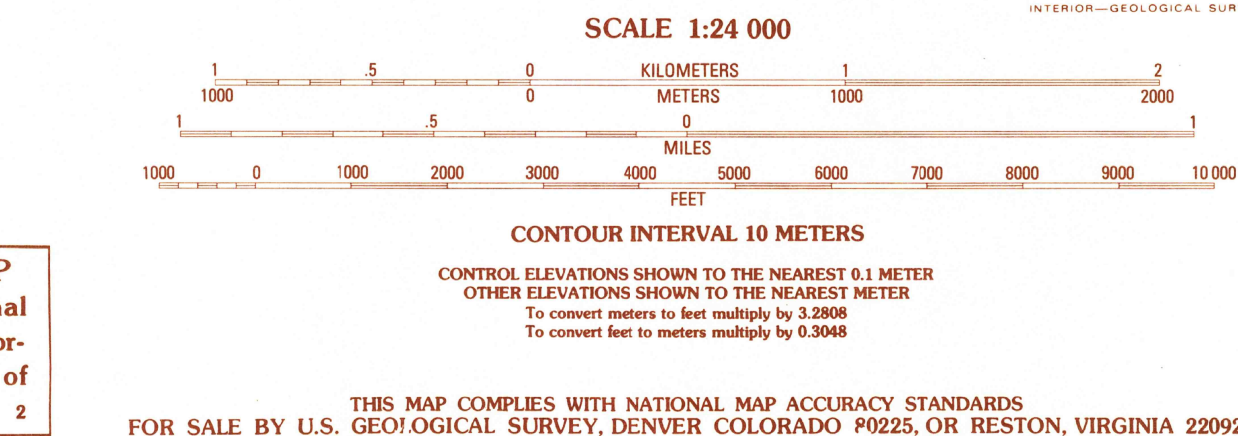 INTERIOR—GEOLOGICAL SUR
SCALE 1:24 000
1 .5 0 KILOMETERS 1 2
1000 0 METERS 1000 2000
1 .5 0 1
MILES
1000 0 1000 2000 3000 4000 5000 6000 7000 8000 9000 10 000
FEET
CONTOUR INTERVAL 10 METERS
CONTROL ELEVATIONS SHOWN TO THE NEAREST 0.1 METER
OTHER ELEVATIONS SHOWN TO THE NEAREST METER
To convert meters to feet multiply by 3.2808
To convert feet to meters multiply by 0.3048
P
nal
or-
of
2
THIS MAP COMPLIES WITH NATIONAL MAP ACCURACY STANDARDS
FOR SALE BY U.S. GEOLOGICAL SURVEY, DENVER COLORADO 80225, OR RESTON, VIRGINIA 22092